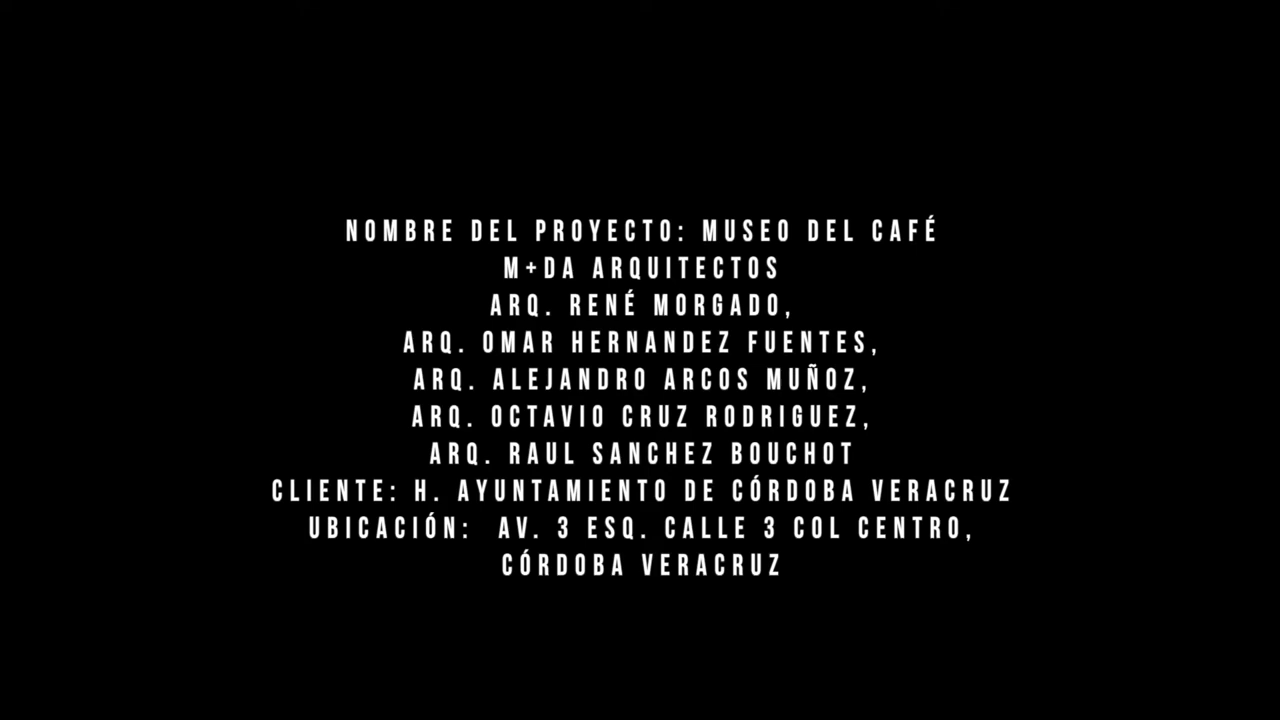 NOMBRE DEL PROYECTO: MUSEO DEL CAFÉ
M+DA ARQUITECTOS
ARQ. RENÉ MORGADO,
ARQ. OMAR HERNANDEZ FUENTES,
ARQ. ALEJANDRO ARCOS MUÑOZ,
ARQ. OCTAVIO CRUZ RODRIGUEZ,
ARQ. RAUL SANCHEZ BOUCHOT
CLIENTE: H. AYUNTAMIENTO DE CÓRDOBA VERACRUZ
UBICACIÓN: AV. 3 ESQ. CALLE 3 COL CENTRO,
CÓRDOBA VERACRUZ